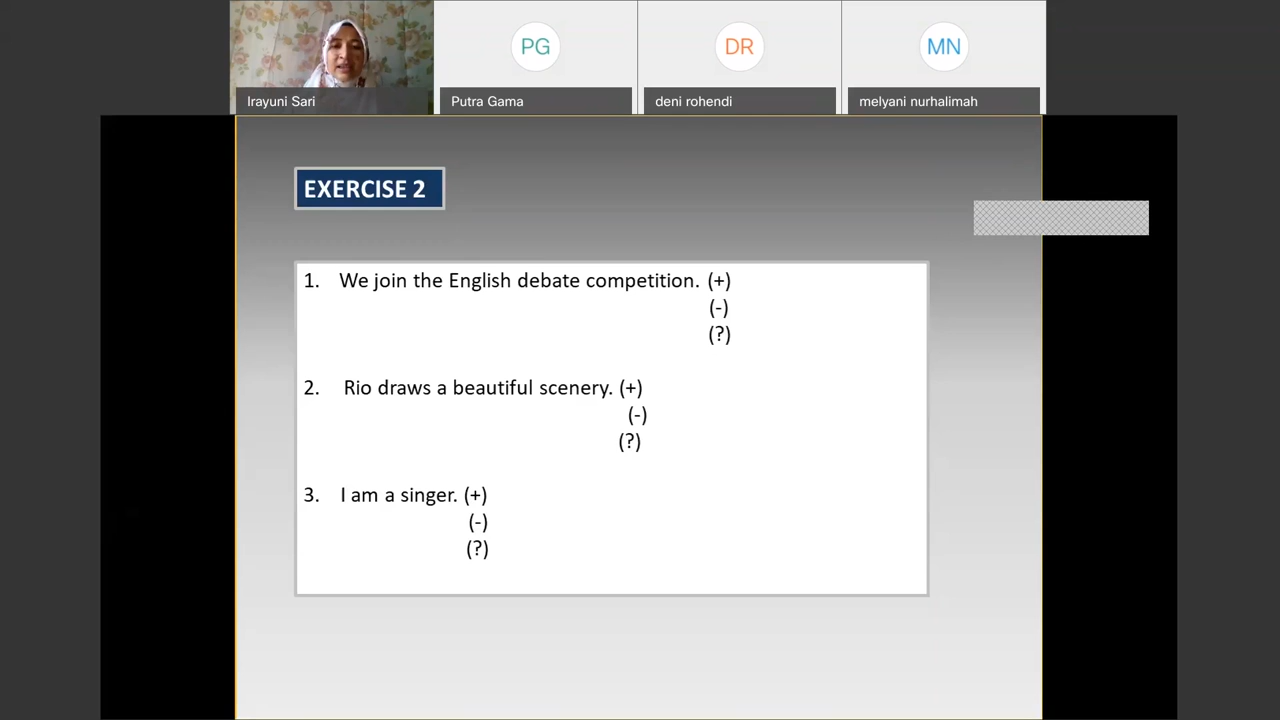 PG
DR
MN
Irayuni Sari
Putra Gama
deni rohendi
melyani nurhalimah
EXERCISE 2
1. We join the English debate competition. (+)
(-)
(?)
2. Rio draws a beautiful scenery. (+)
(-)
(?)
3. I am a singer. (+)
(-)
(?)